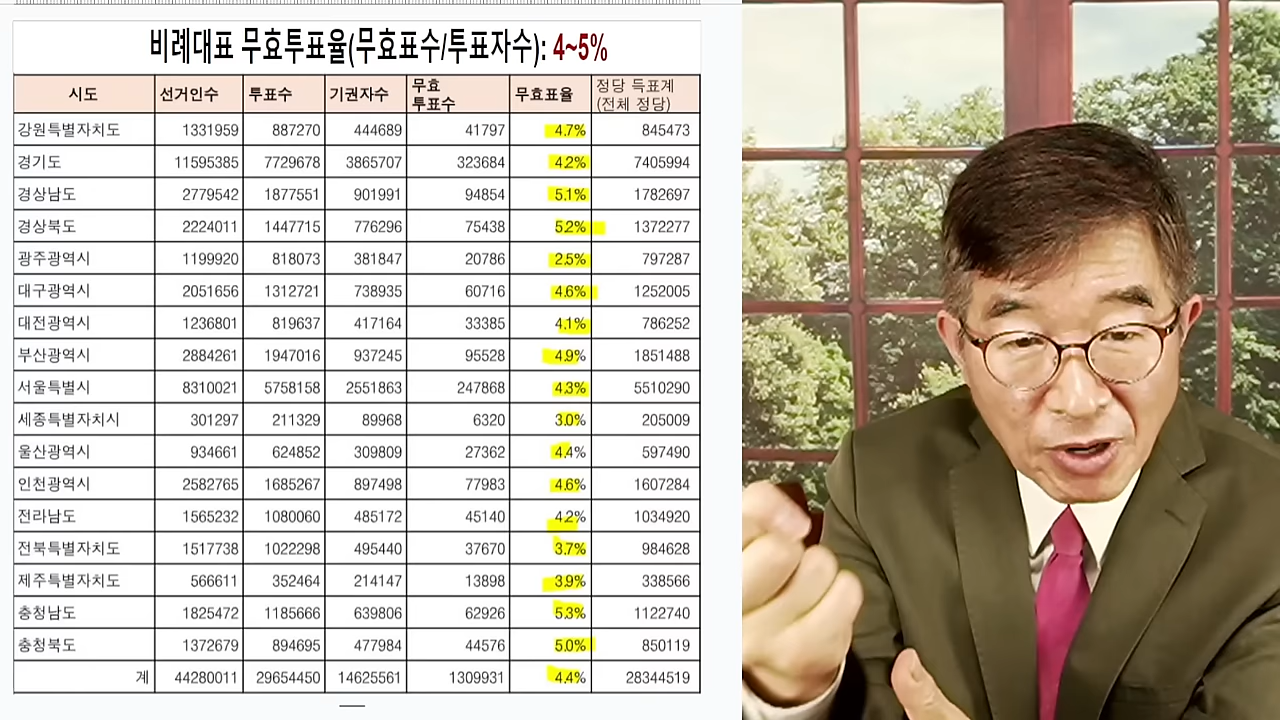 비례대표 무효투표율(무효표수/투표자수): 4~5%
시도 선거인수 투표수 기권자수 무효 투표수 무효표율 정당 득표계 (전체 정당)
강원특별자치도 1331959 887270 444689 41797 4.7% 845473
경기도 11595385 7729678 3865707 323684 4.2% 7405994
경상남도 2779542 1877551 901991 94854 5.1% 1782697
경상북도 2224011 1447715 776296 75438 5.2% 1372277
광주광역시 1199920 818073 381847 20786 2.5% 797287
대구광역시 2051656 1312721 738935 60716 4.6% 1252005
대전광역시 1236801 819637 417164 33385 4.1% 786252
부산광역시 2884261 1947016 937245 95528 4.9% 1851488
서울특별시 8310021 5758158 2551863 247868 4.3% 5510290
세종특별자치시 301297 211329 89968 6320 3.0% 205009
울산광역시 934661 624852 309809 27362 4.4% 597490
인천광역시 2582765 1685267 897498 77983 4.6% 1607284
전라남도 1565232 1080060 485172 45140 4.2% 1034920
전북특별자치도 1517738 1022298 495440 37670 3.7% 984628
제주특별자치도 566611 352464 214147 13898 3.9% 338566
충청남도 1825472 1185666 639806 62926 5.3% 1122740
충청북도 1372679 894695 477984 44576 5.0% 850119
계 44280011 29654450 14625561 1309931 4.4% 28344519